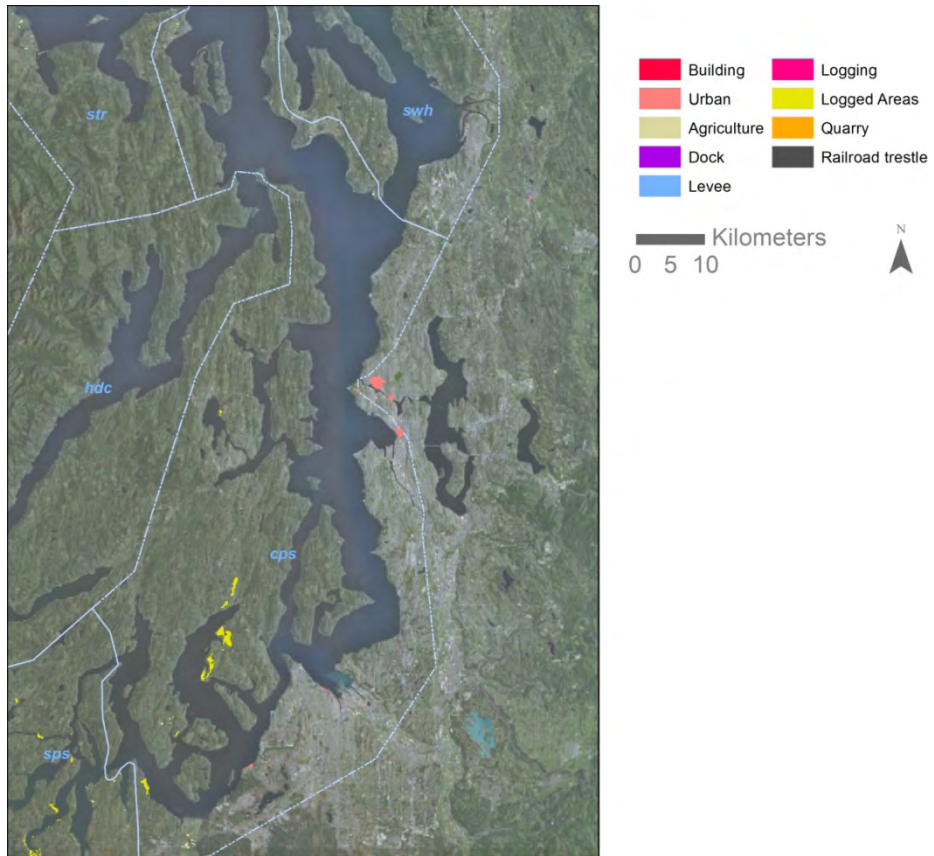 str
swh
hdc
cps
sps
Building
Urban
Agriculture
Dock
Levee
Logging
Logged Areas
Quarry
Railroad trestle
Kilometers
0 5 10
N